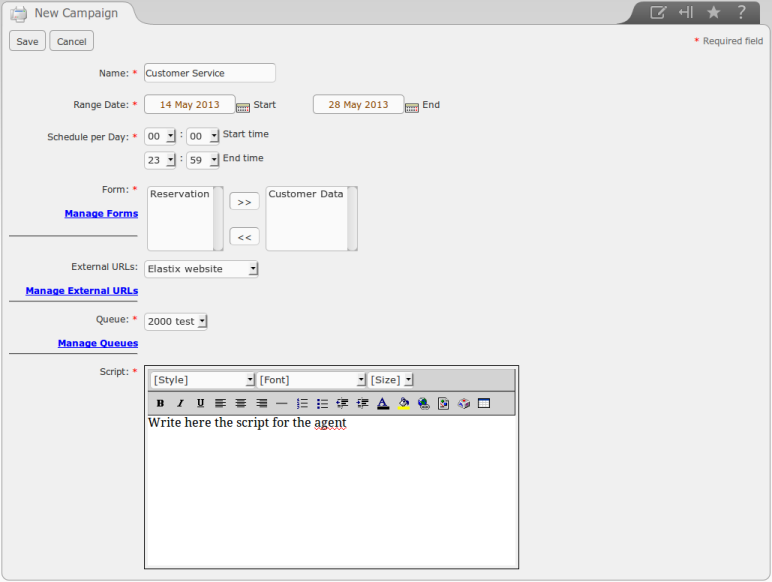 New Campaign ?
Save Cancel * Required field
Name: * Customer Service
Range Date: * 14 May 2013 Start 28 May 2013 End
Schedule per Day: * 00 : 00 Start time
23 : 59 End time
Form: * Reservation >> Customer Data
Manage Forms
<<
External URLs: Elastix website
Manage External URLs
Queue: * 2000 test
Manage Queues
Script: * [Style] [Font] [Size]
B I U A
Write here the script for the agent